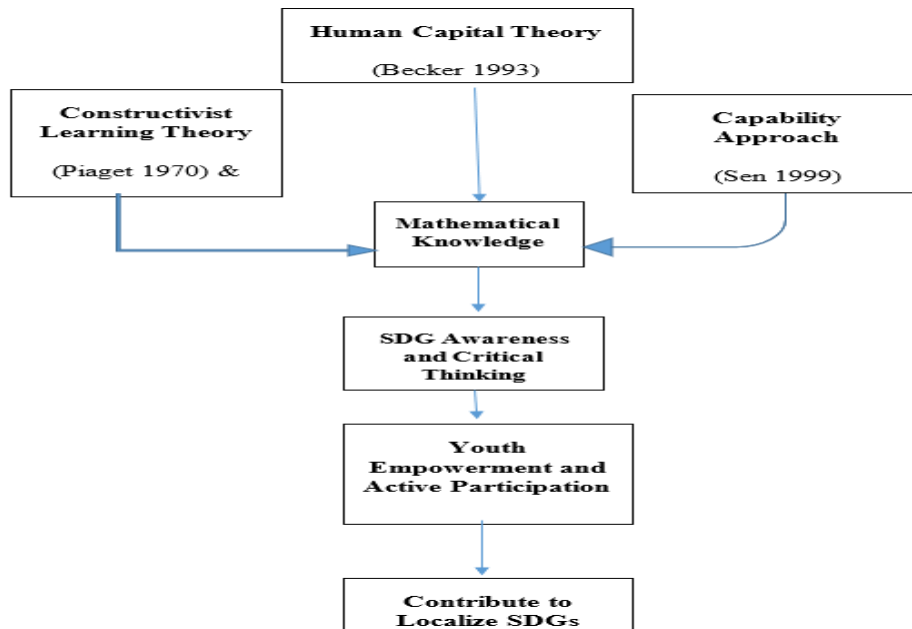 Human Capital Theory
(Becker 1993)
Constructivist
Learning Theory
(Piaget 1970) &
Capability
Approach
(Sen 1999)
Mathematical
Knowledge
SDG Awareness
and Critical
Thinking
Youth
Empowerment and
Active Participation
Contribute to
Localize SDGs